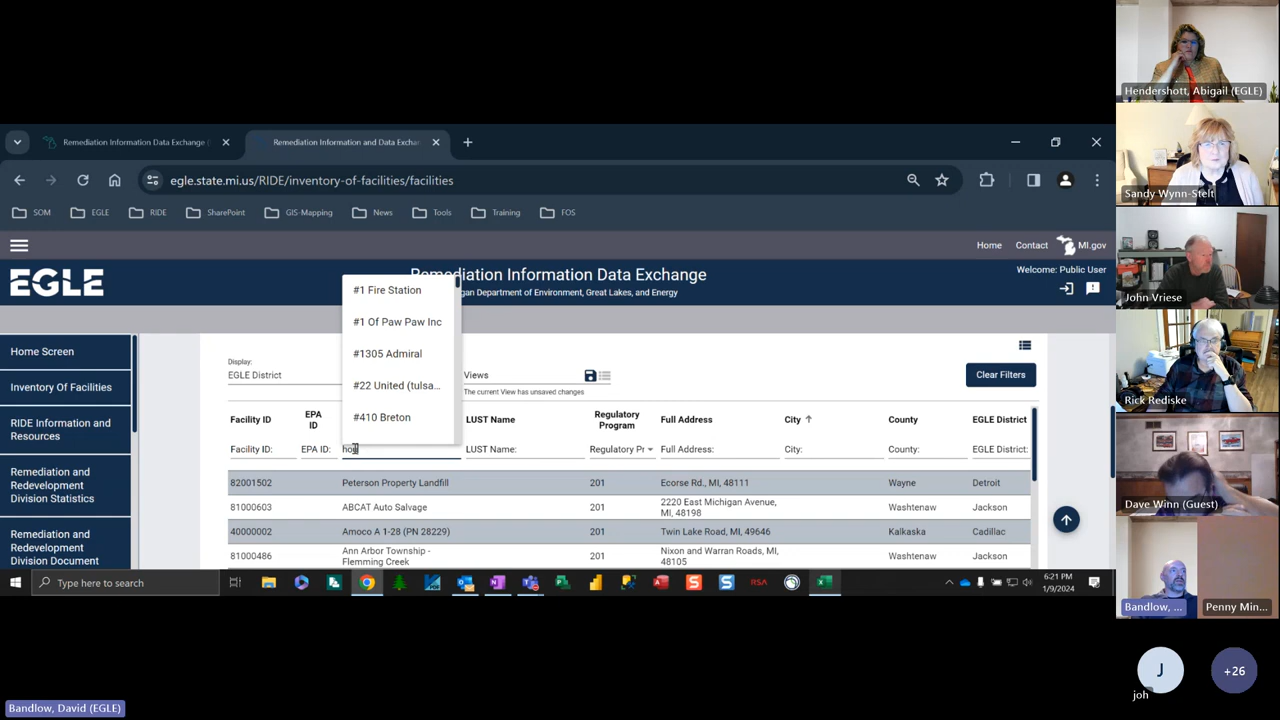 Remediation Information Data Exchange
Remediation Information and Data Exchan
egle.state.mi.us/RIDE/inventory-of-facilities/facilities
SOM
EGLE
RIDE
SharePoint
GIS-Mapping
News
Tools
Training
FOS
Home
Contact
MI.gov
EGLE
Remediation Information Data Exchange
gan Department of Environment, Great Lakes, and Energy
Welcome: Public User
Home Screen
Inventory Of Facilities
RIDE Information and
Resources
Remediation and
Redevelopment
Division Statistics
Remediation and
Redevelopment
Division Document
Display:
EGLE District
Views
The current View has unsaved changes
Clear Filters
#1 Fire Station
#1 Of Paw Paw Inc
#1305 Admiral
#22 United (tulsa...
#410 Breton
Facility ID
EPA
ID
LUST Name
Regulatory
Program
Full Address
City
County
EGLE District
Facility ID:
EPA ID:
LUST Name:
Regulatory Pr
Full Address:
City:
County:
EGLE District:
82001502 Peterson Property Landfill 201 Ecorse Rd., MI, 48111 Wayne Detroit
81000603 ABCAT Auto Salvage 201 2220 East Michigan Avenue,
MI, 48198 Washtenaw Jackson
40000002 Amoco A 1-28 (PN 28229) 201 Twin Lake Road, MI, 49646 Kalkaska Cadillac
81000486 Ann Arbor Township -
Flemming Creek 201 Nixon and Warran Roads, MI,
48105 Washtenaw Jackson
Type here to search
RSA
6:21 PM
1/9/2024
Hendershott, Abigail (EGLE)
Sandy Wynn-Stelt
John Vriese
Rick Rediske
Dave Winn (Guest)
Bandlow, ...
Penny Min...
J
joh
+26
Bandlow, David (EGLE)